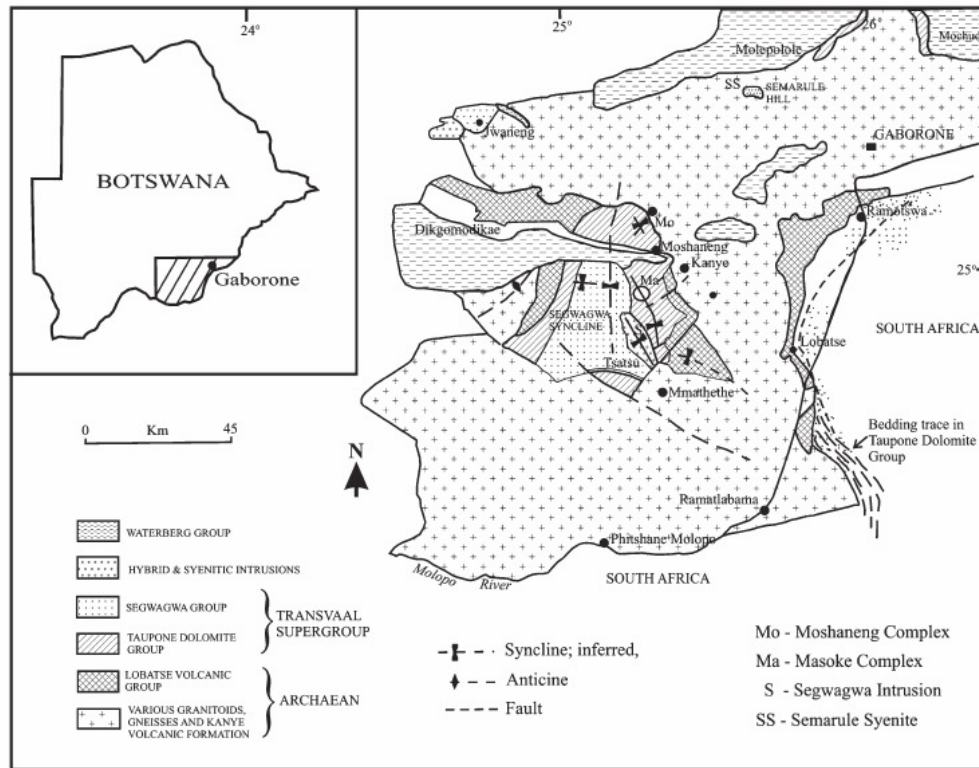 24°
25°
26°
Mochudi
Molepolole
SS
SEMARULE
HILL
Jwaneng
GABORONE
BOTSWANA
Ramotswa
Dikgomodikae
Mo
Moshaneng
Kanye
Gaborone
25°
Ma
SEGWAGWA
SYNCLINE
SOUTH AFRICA
S
Lobatse
Tsatsu
Mmathethe
0 Km 45
N
Bedding trace in
Taupone Dolomite
Group
Ramatlabama
Phitshane Molopo
Molopo River
SOUTH AFRICA
WATERBERG GROUP
HYBRID & SYENITIC INTRUSIONS
SEGWAGWA GROUP
TAUPONE DOLOMITE
GROUP
TRANSVAAL
SUPERGROUP
LOBATSE VOLCANIC
GROUP
VARIOUS GRANITOIDS,
GNEISSES AND KANYE
VOLCANIC FORMATION
ARCHAEAN
Syncline; inferred,
Anticine
Fault
Mo - Moshaneng Complex
Ma - Masoke Complex
S - Segwagwa Intrusion
SS - Semarule Syenite